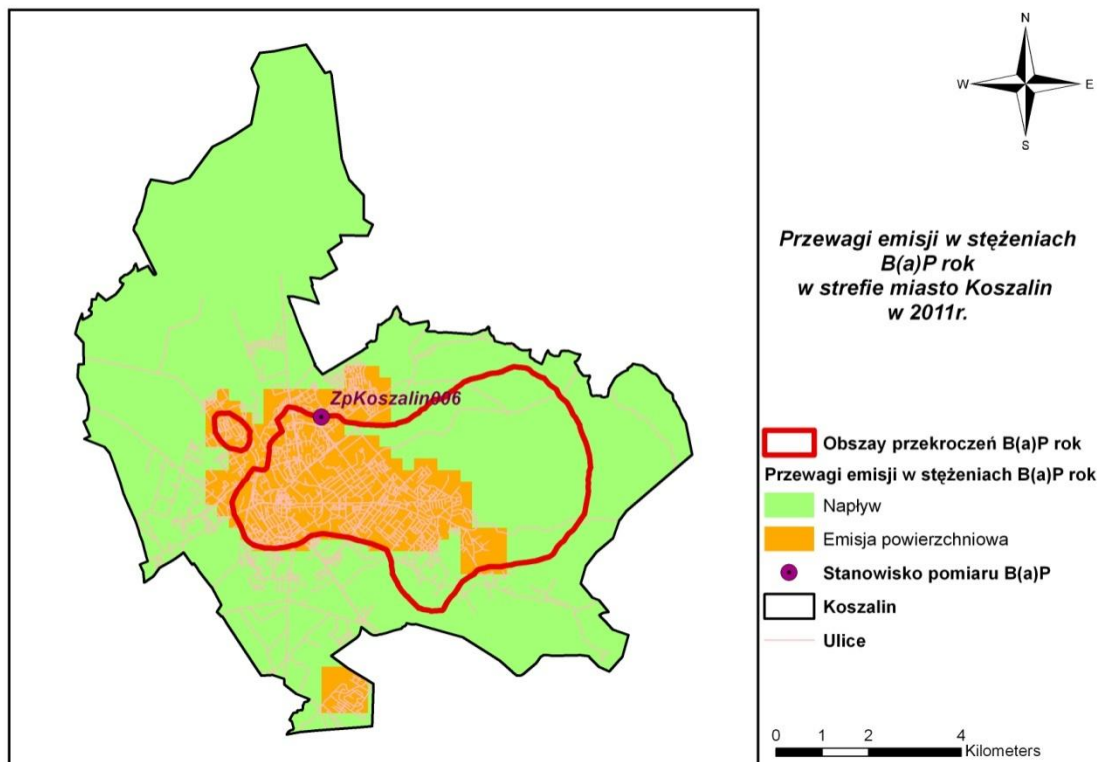 N
W E
S
Przewagi emisji w stężeniach
B(a)P rok
w strefie miasto Koszalin
w 2011r.
ZpKoszalin006
Obszay przekroczeń B(a)P rok
Przewagi emisji w stężeniach B(a)P rok
Napływ
Emisja powierzchniowa
Stanowisko pomiaru B(a)P
Koszalin
Ulice
0 1 2 4
Kilometers